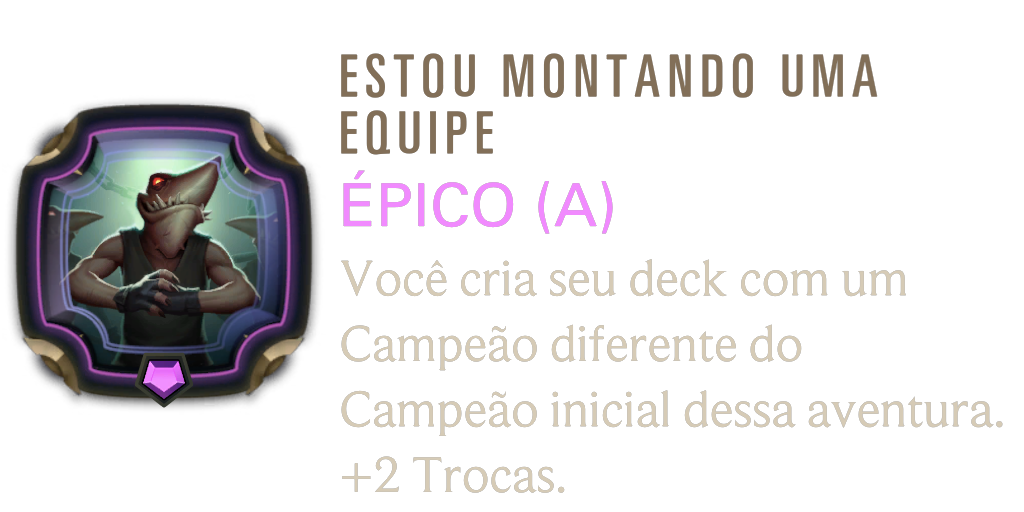 ESTOU MONTANDO UMA
EQUIPE
ÉPICO (A)
Você cria seu deck com um
Campeão diferente do
Campeão inicial dessa aventura.
+2 Trocas.